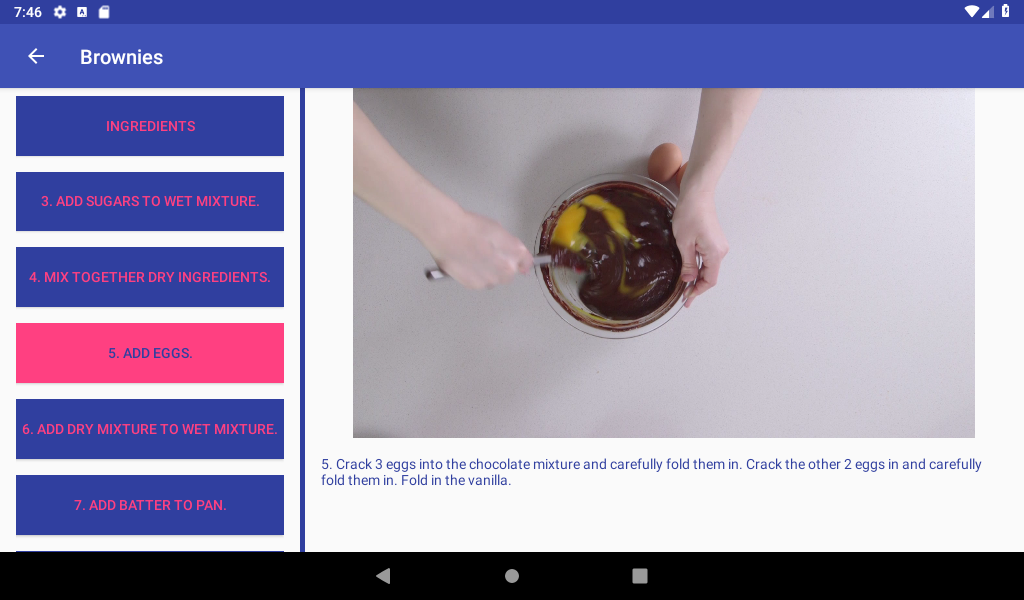 7:46
Brownies
INGREDIENTS
3. ADD SUGARS TO WET MIXTURE.
4. MIX TOGETHER DRY INGREDIENTS.
5. ADD EGGS.
6. ADD DRY MIXTURE TO WET MIXTURE.
7. ADD BATTER TO PAN.
5. Crack 3 eggs into the chocolate mixture and carefully fold them in. Crack the other 2 eggs in and carefully
fold them in. Fold in the vanilla.